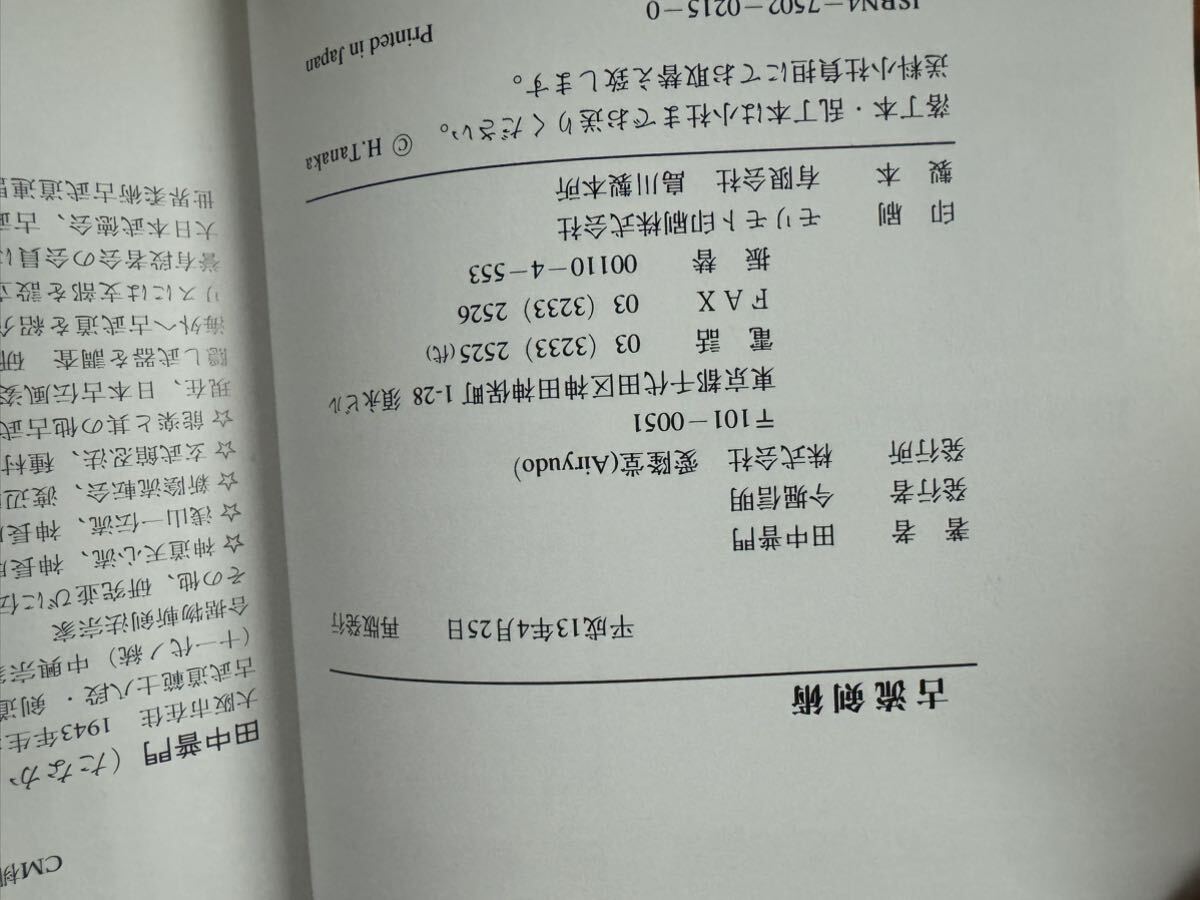 古流剣術
平成13年4月25日 再版発行
著者 田中普門
発行者 今堀信明
発行所 株式会社 愛隆堂(Airyudo)
〒101-0051
東京都千代田区神田神保町1-28 須永ビル
電話 03 (3233) 2525(代)
FAX 03 (3233) 2526
振替 00110-4-553
印刷 モリモト印刷株式会社
製本 有限会社 島川製本所
© H.Tanaka
落丁本・乱丁本は小社までお送りください。
送料小社負担にてお取替え致します。
Printed in Japan
ISBN4-7502-0215-0
CM
田中普門（たなか
大阪市在住 1943年生
古武道範士八段・剣道
（十一代ノ統）中興宗
合据物斬剣法宗家
その他、研究並びに伝
☆神道天心流、神長
☆浅山一伝流、神長
☆新陰流転会、渡辺
☆玄武館忍法、種村
☆能楽と其の他古武
現在、日本古伝風姿
隠し武器を調査 研
海外へ古武道を紹介
リスには支部を設立
誉有段者会の会員に
大日本武徳会、古武
世界柔術古武道連盟